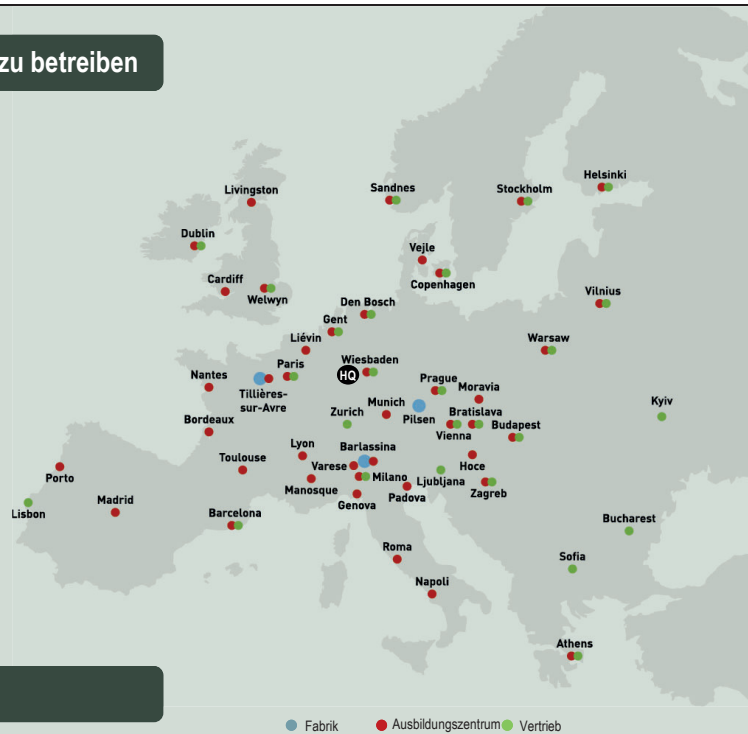 zu betreiben
Helsinki
Livingston
Sandnes
Stockholm
Dublin
Vejle
Cardiff
Copenhagen
Welwyn
Den Bosch
Vilnius
Gent
Liévin
Warsaw
Paris
Wiesbaden
HQ
Nantes
Prague
Moravia
Tillières-
sur-Avre
Munich
Pilsen
Bratislava
Kyiv
Zurich
Bordeaux
Vienna
Budapest
Lyon
Barlassina
Toulouse
Varese
Milano
Ljubljana
Hoce
Porto
Manosque
Padova
Zagreb
Madrid
Genova
Lisbon
Barcelona
Bucharest
Roma
Sofia
Napoli
Athens
Fabrik
Ausbildungszentrum
Vertrieb